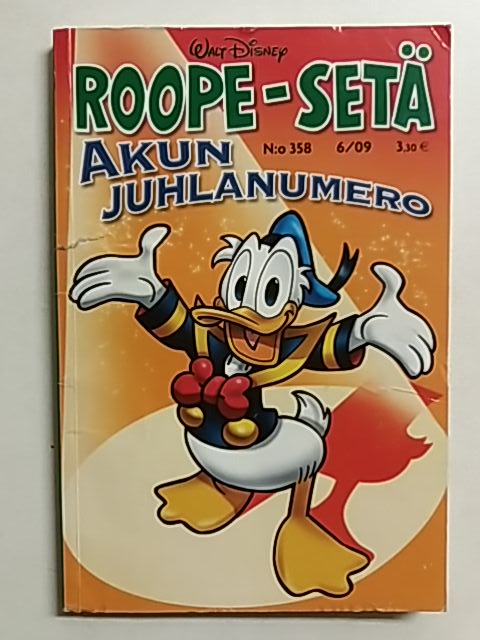 Walt Disney
ROOPE-SETÄ
AKUN N:o 358 6/09 3,30 €
JUHLANUMERO